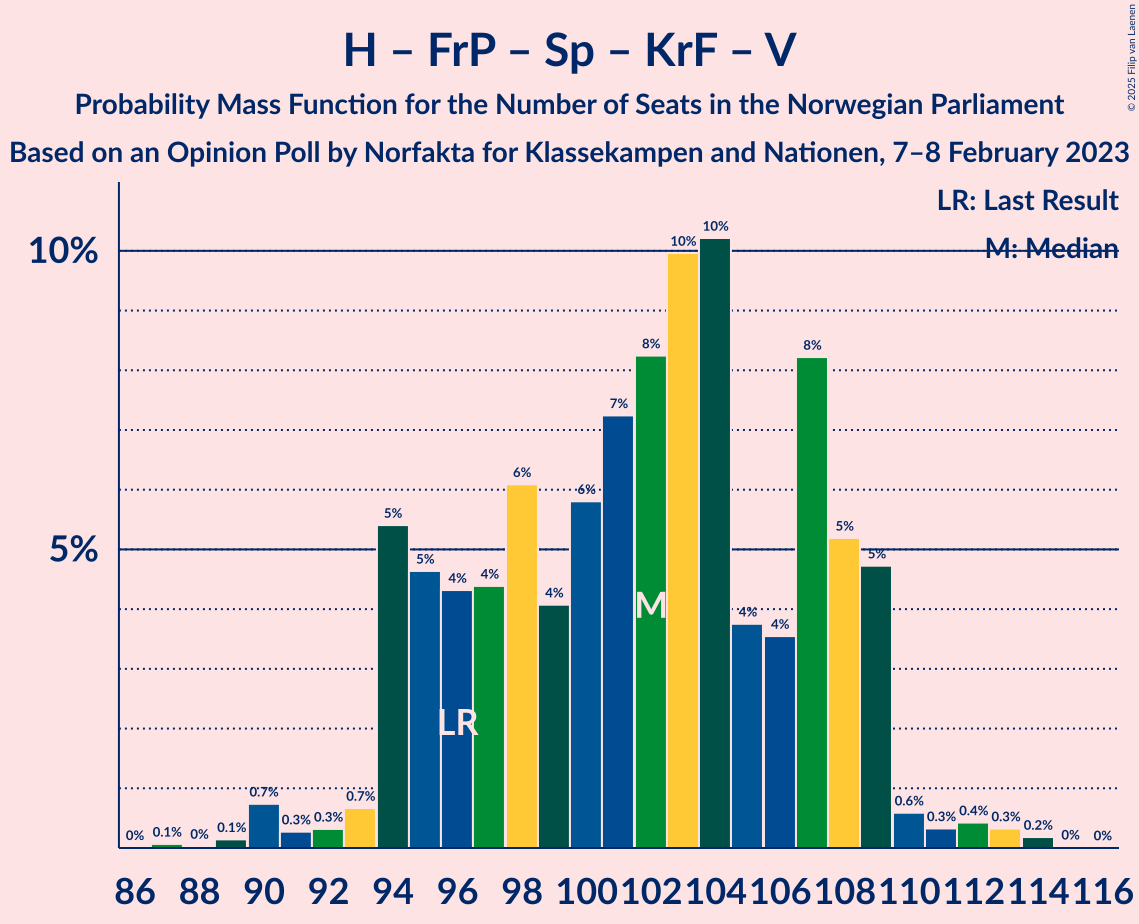 H – FrP – Sp – KrF – V
Probability Mass Function for the Number of Seats in the Norwegian Parliament
Based on an Opinion Poll by Norfakta for Klassekampen and Nationen, 7–8 February 2023
© 2025 Filip van Laenen
LR: Last Result
M: Median
10%
5%
0% 0.1% 0% 0.1% 0.7% 0.3% 0.3% 0.7% 5% 5% 4% 4% 6% 4% 6% 7% 8% 10% 10% 4% 4% 8% 5% 5% 0.6% 0.3% 0.4% 0.3% 0.2% 0% 0%
M
LR
86 88 90 92 94 96 98 100 102 104 106 108 110 112 114 116